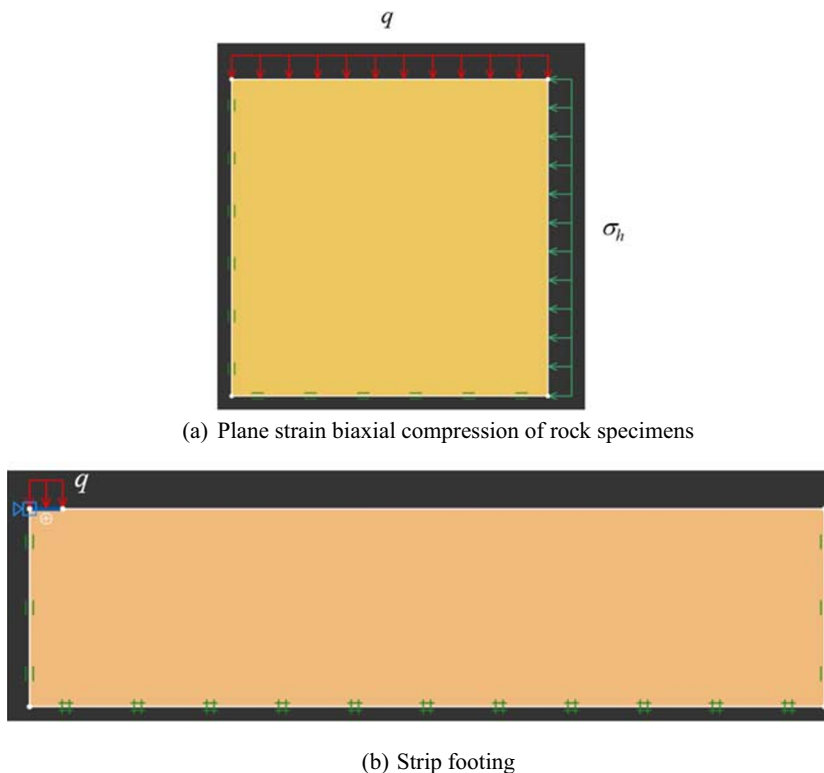 q
σh
(a) Plane strain biaxial compression of rock specimens
q
(b) Strip footing